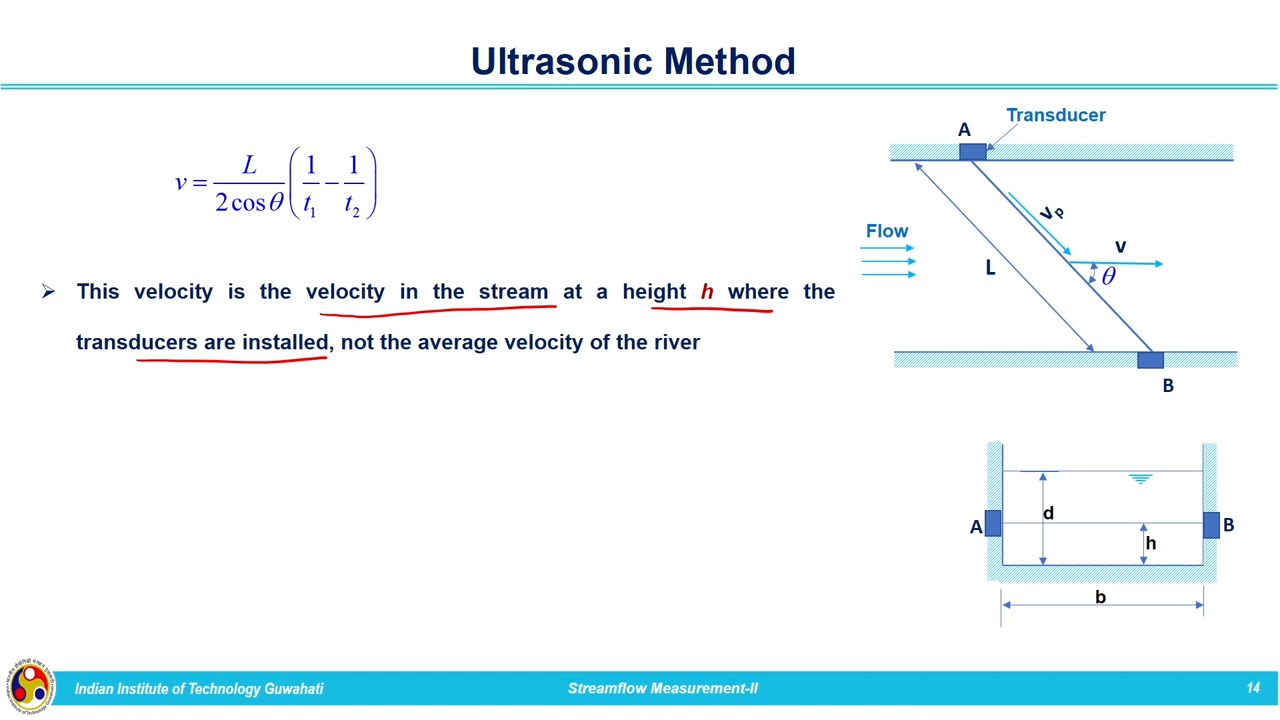 Ultrasonic Method
v = L / 2cosθ (1/t₁ − 1/t₂)
➢ This velocity is the velocity in the stream at a height h where the
transducers are installed, not the average velocity of the river
Transducer
A
Flow
v_p
v
L
θ
B
d
A
B
h
b
Indian Institute of Technology Guwahati
Streamflow Measurement-II
14